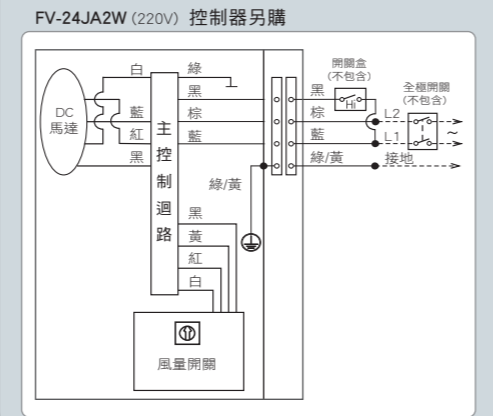 FV-24JA2W (220V) 控制器另購
白
綠
黑
藍
棕
DC
馬達
紅
藍
黑
主控制迴路
綠/黃
黑
黃
紅
白
風量開關
開關盒
(不包含)
黑
Hi
全極開關
(不包含)
棕
L2
藍
L1
~
綠/黃
接地